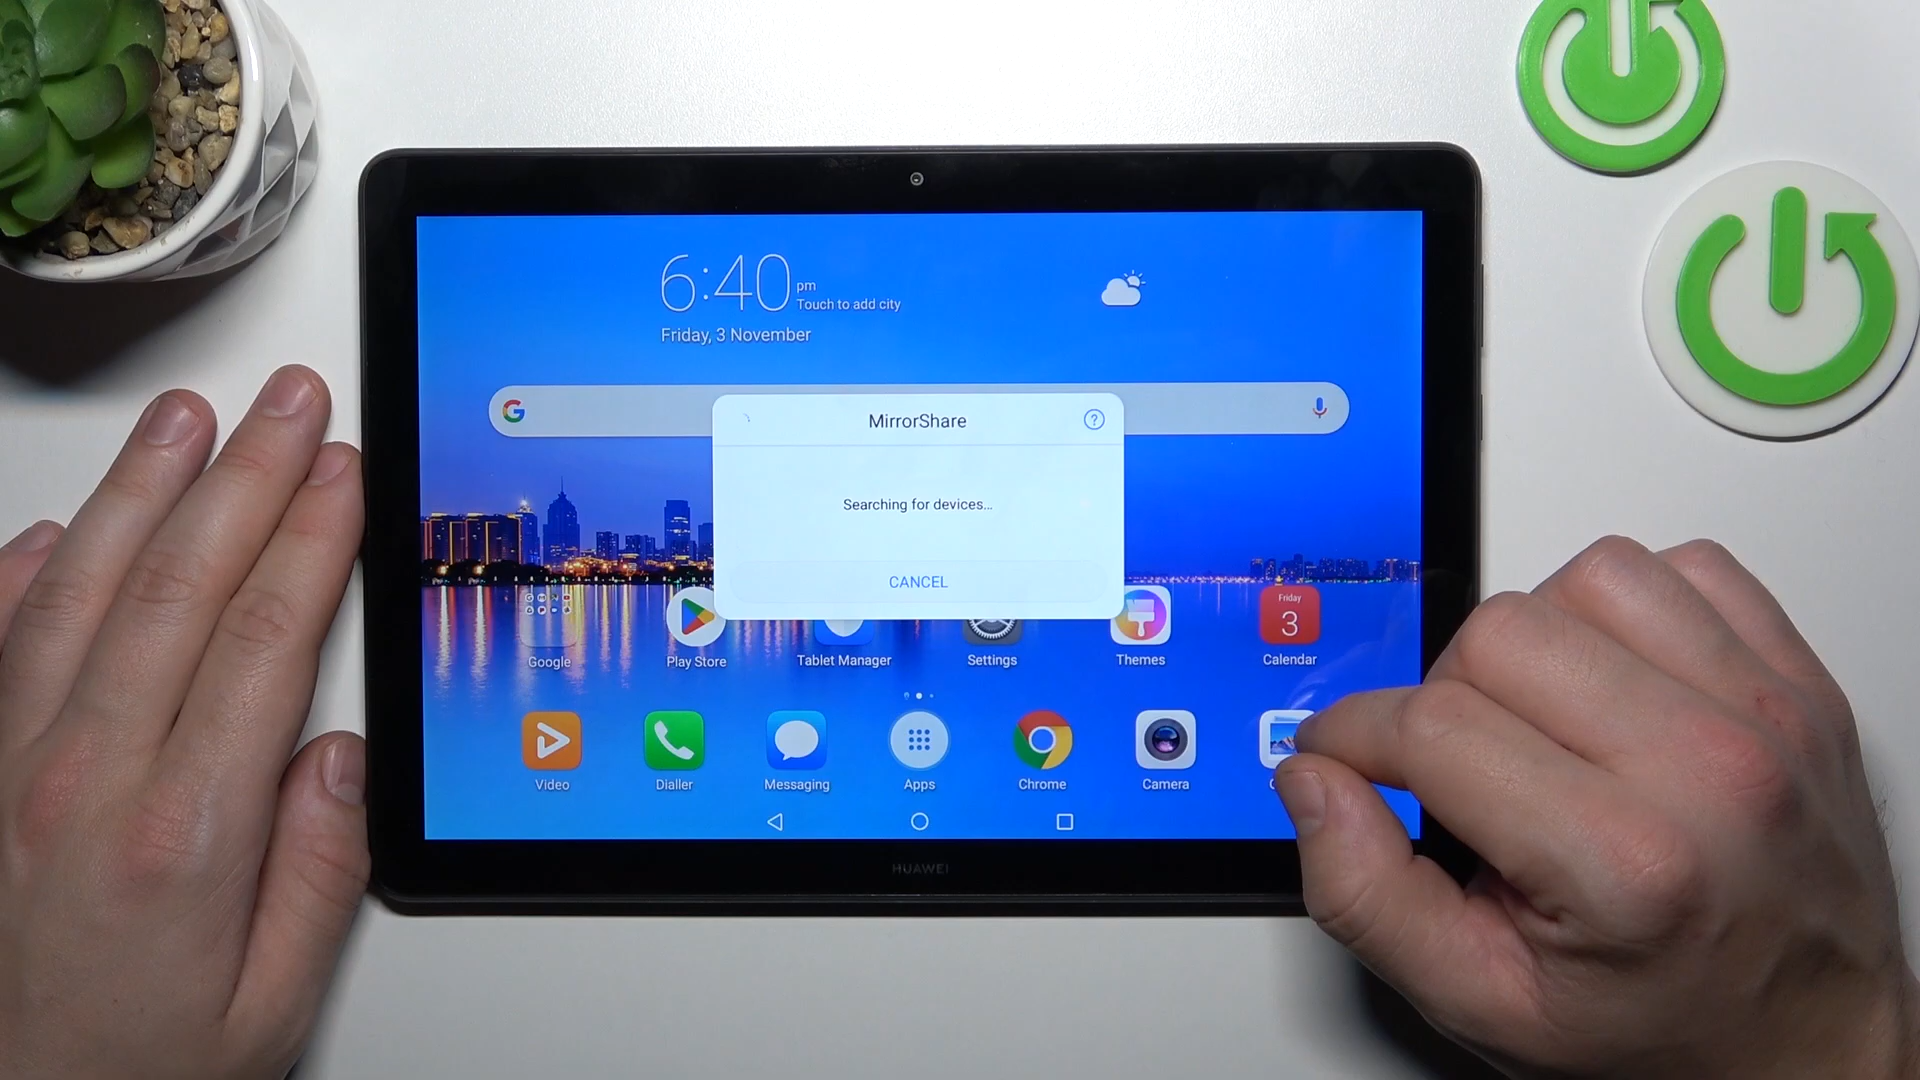 6:40 pm
Touch to add city
Friday, 3 November
MirrorShare
?
Searching for devices...
CANCEL
Friday
3
Google
Play Store
Tablet Manager
Settings
Themes
Calendar
Video
Dialler
Messaging
Apps
Chrome
Camera
HUAWEI